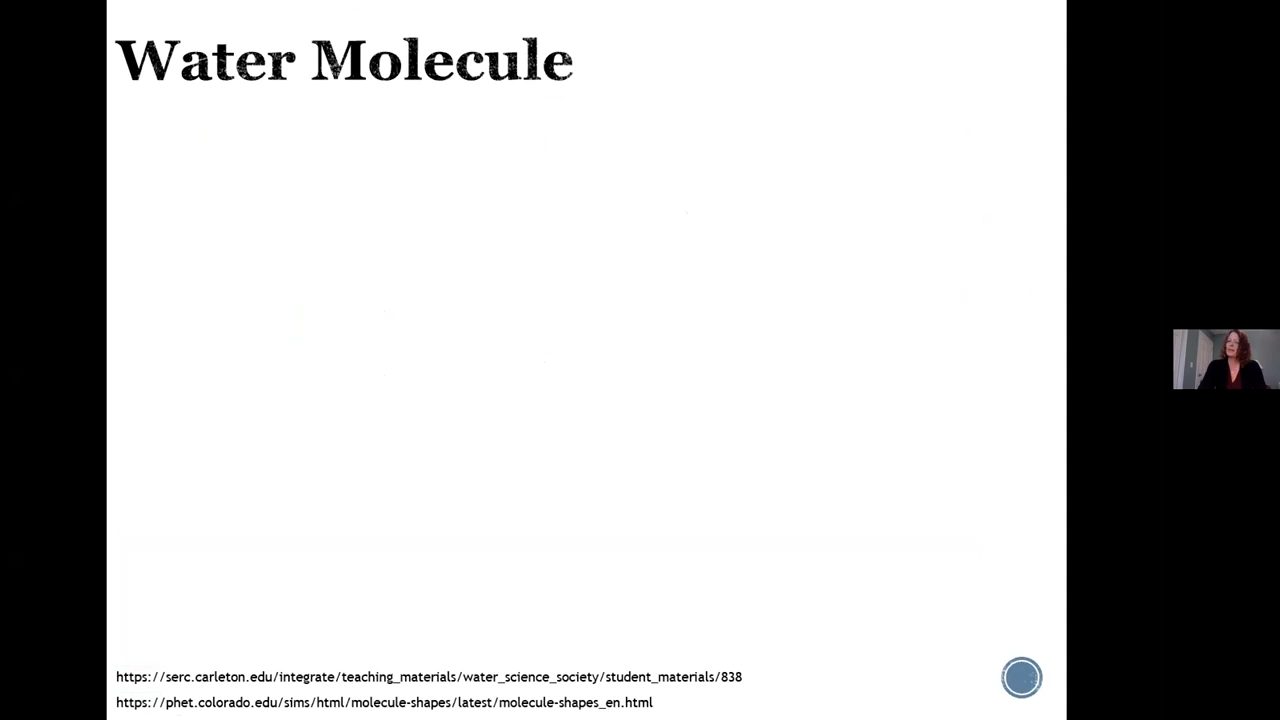 Water Molecule
https://serc.carleton.edu/integrate/teaching_materials/water_science_society/student_materials/838
https://phet.colorado.edu/sims/html/molecule-shapes/latest/molecule-shapes_en.html